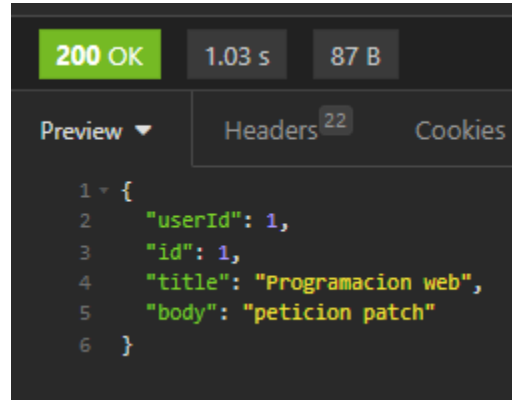 200 OK 1.03 s 87 B
Preview Headers 22 Cookies
1 {
2 "userId": 1,
3 "id": 1,
4 "title": "Programacion web",
5 "body": "peticion patch"
6 }